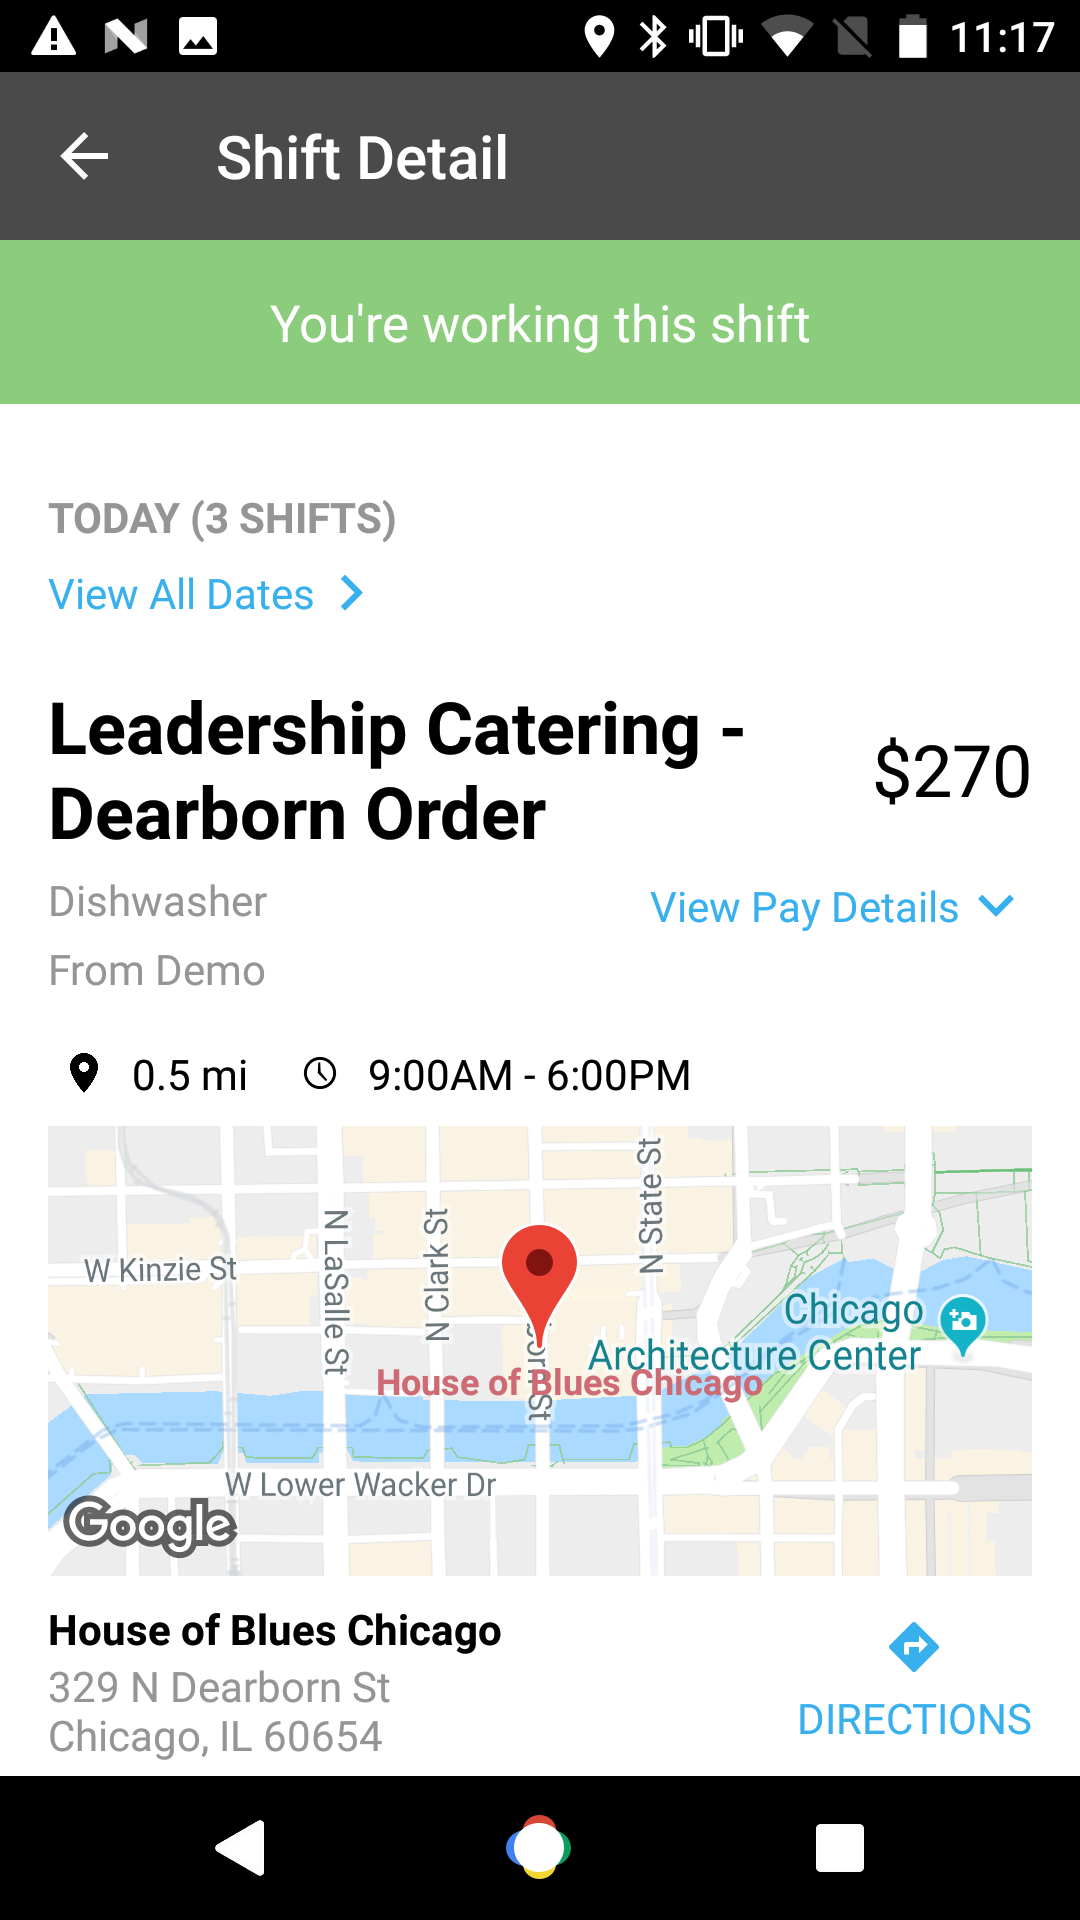 11:17
Shift Detail
You're working this shift
TODAY (3 SHIFTS)
View All Dates
Leadership Catering -
Dearborn Order
$270
Dishwasher
View Pay Details
From Demo
0.5 mi
9:00AM - 6:00PM
N State St
N LaSalle St
N Clark St
W Kinzie St
Chicago
Architecture Center
House of Blues Chicago
W Lower Wacker Dr
Google
House of Blues Chicago
329 N Dearborn St
Chicago, IL 60654
DIRECTIONS